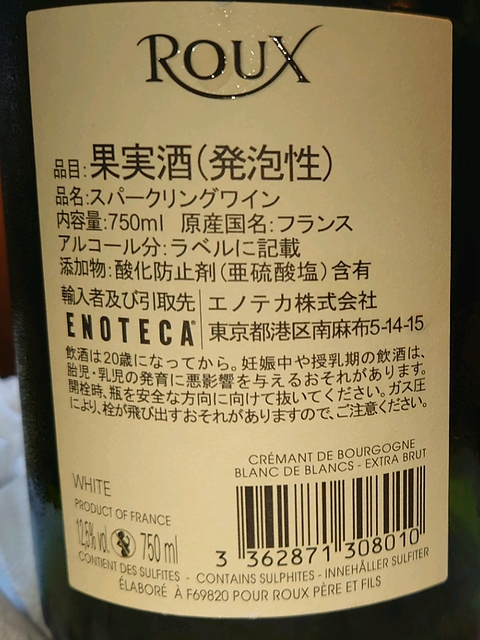 ROUX
品目:果実酒(発泡性)
品名:スパークリングワイン
内容量:750ml 原産国名:フランス
アルコール分:ラベルに記載
添加物:酸化防止剤(亜硫酸塩)含有
輸入者及び引取先 エノテカ株式会社
ENOTECA 東京都港区南麻布5-14-15
飲酒は20歳になってから。妊娠中や授乳期の飲酒は、
胎児・乳児の発育に悪影響を与えるおそれがあります。
開栓時、瓶を安全な方向に向けて抜いてください。ガス圧
により、栓が飛び出すおそれがありますので、ご注意ください。
CRÉMANT DE BOURGOGNE
BLANC DE BLANCS - EXTRA BRUT
WHITE
PRODUCT OF FRANCE
12,5% vol. 750 ml
3 362871 308010
CONTIENT DES SULFITES - CONTAINS SULPHITES - INNEHÅLLER SULFITER
ÉLABORÉ À F69820 POUR ROUX PÈRE ET FILS